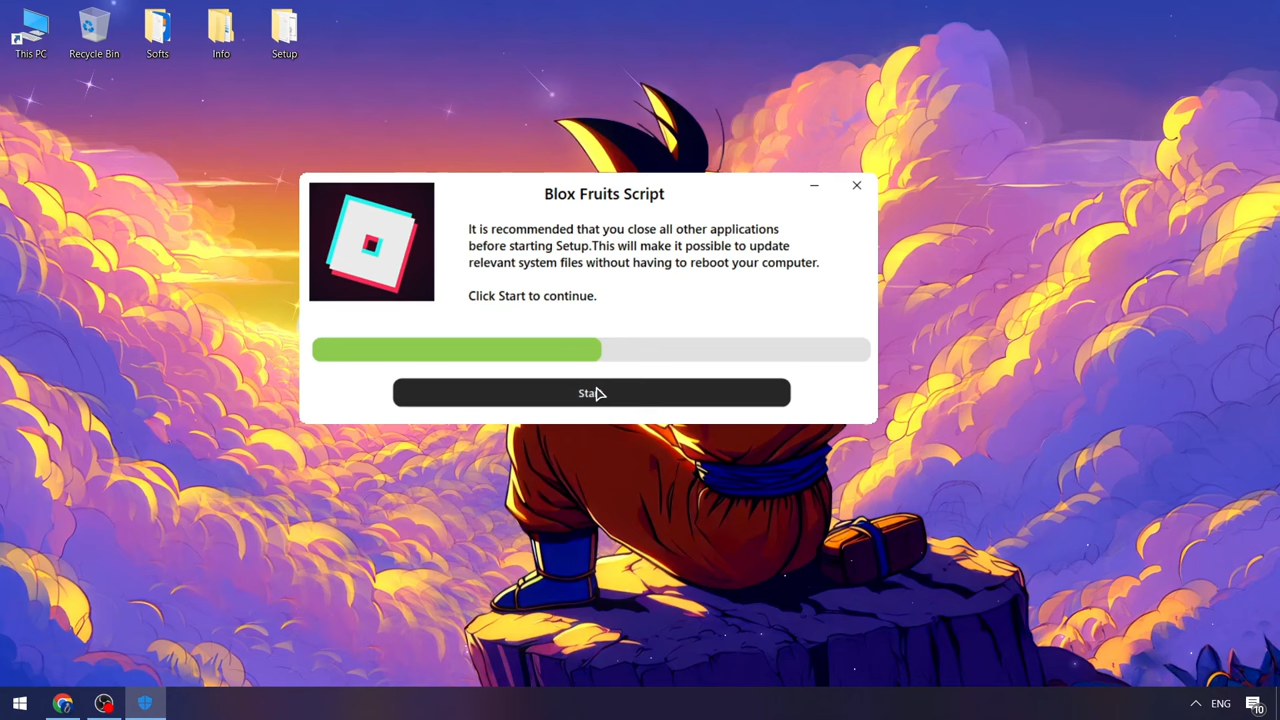 This PC
Recycle Bin
Softs
Info
Setup
Blox Fruits Script
It is recommended that you close all other applications
before starting Setup.This will make it possible to update
relevant system files without having to reboot your computer.
Click Start to continue.
Start
ENG
10